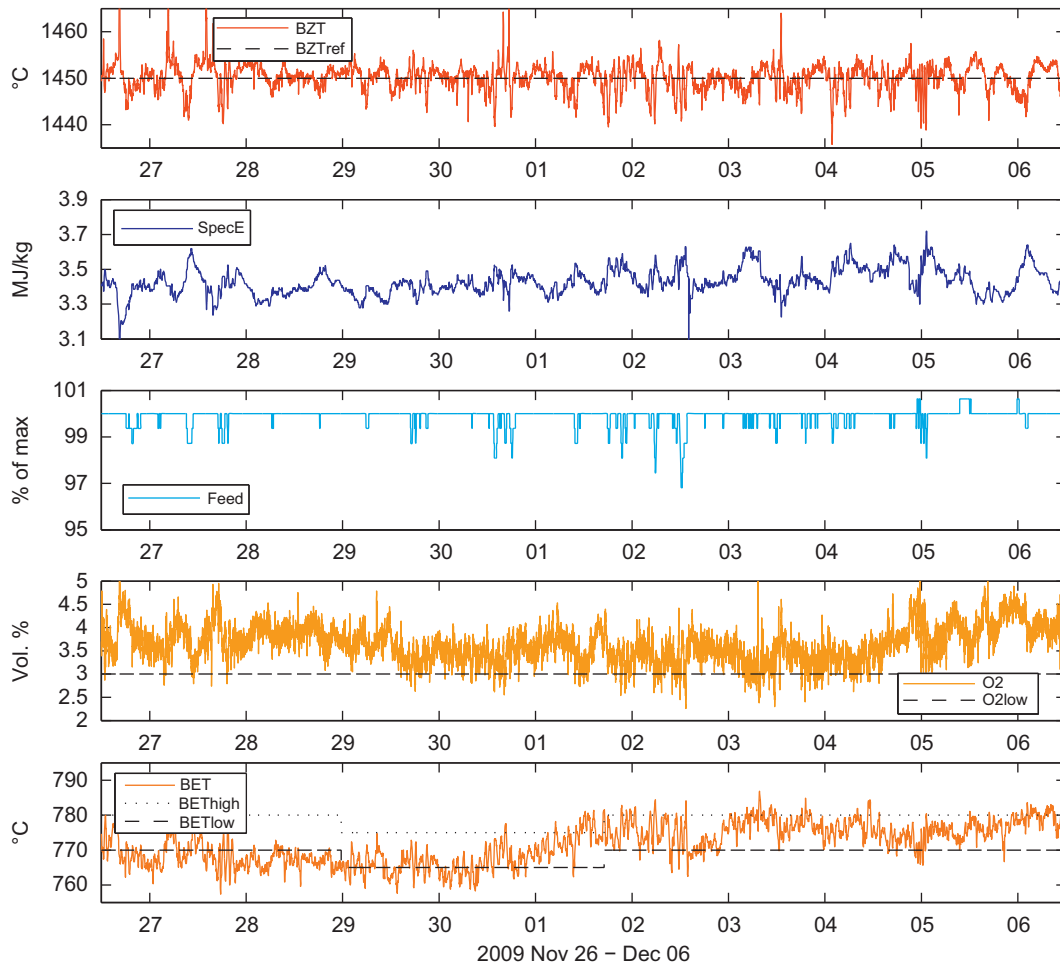 1460
1450
1440
°C
BZT
BZTref
27 28 29 30 01 02 03 04 05 06
3.9
3.7
3.5
3.3
3.1
MJ/kg
SpecE
27 28 29 30 01 02 03 04 05 06
101
99
97
95
% of max
Feed
27 28 29 30 01 02 03 04 05 06
5
4.5
4
3.5
3
2.5
2
Vol. %
O2
O2low
27 28 29 30 01 02 03 04 05 06
790
780
770
760
°C
BET
BEThigh
BETlow
27 28 29 30 01 02 03 04 05 06
2009 Nov 26 − Dec 06